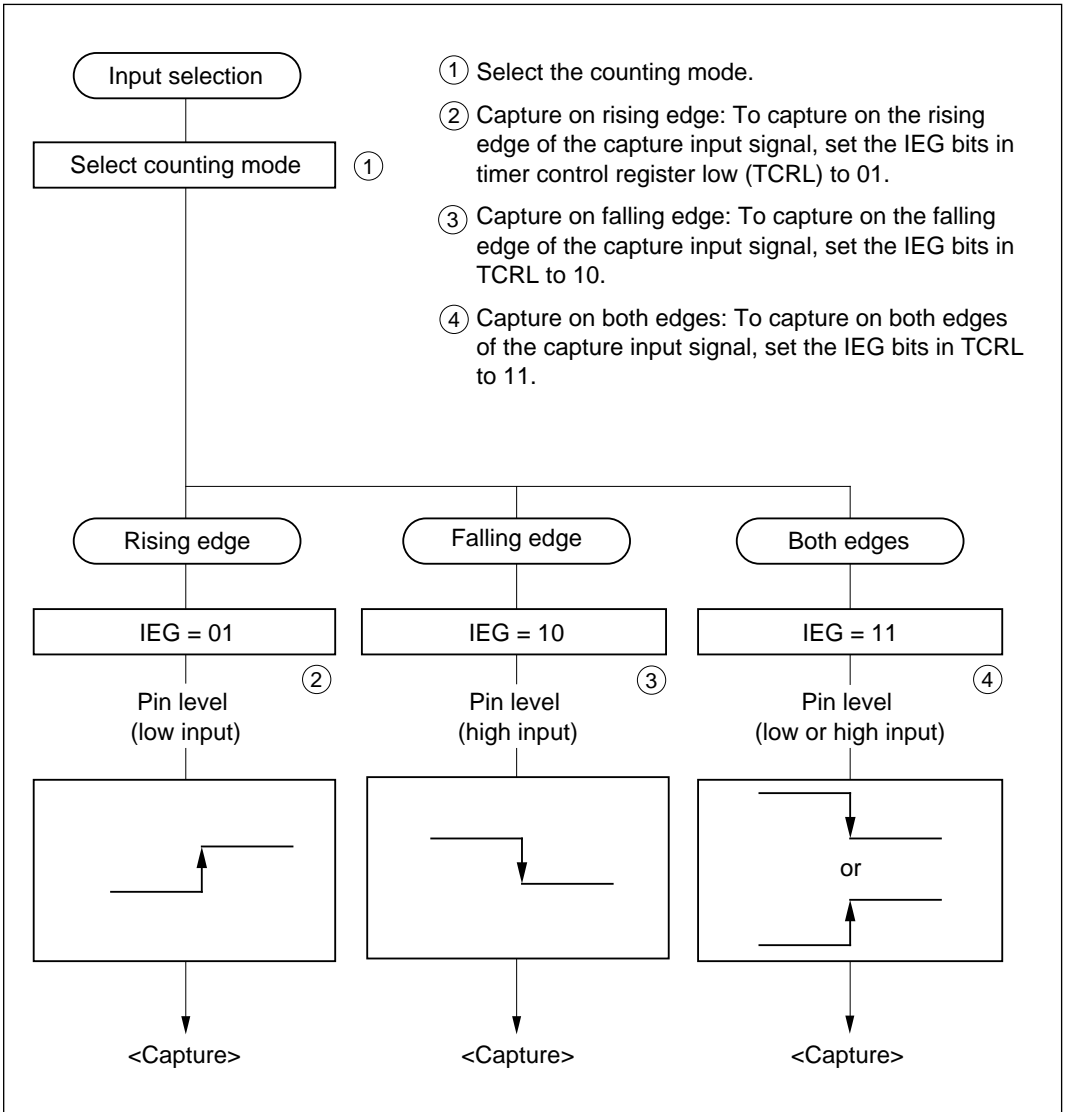 Input selection
Select counting mode
①
① Select the counting mode.
② Capture on rising edge: To capture on the rising
edge of the capture input signal, set the IEG bits in
timer control register low (TCRL) to 01.
③ Capture on falling edge: To capture on the falling
edge of the capture input signal, set the IEG bits in
TCRL to 10.
④ Capture on both edges: To capture on both edges
of the capture input signal, set the IEG bits in TCRL
to 11.
Rising edge
Falling edge
Both edges
IEG = 01
IEG = 10
IEG = 11
②
③
④
Pin level
(low input)
Pin level
(high input)
Pin level
(low or high input)
or
<Capture>
<Capture>
<Capture>